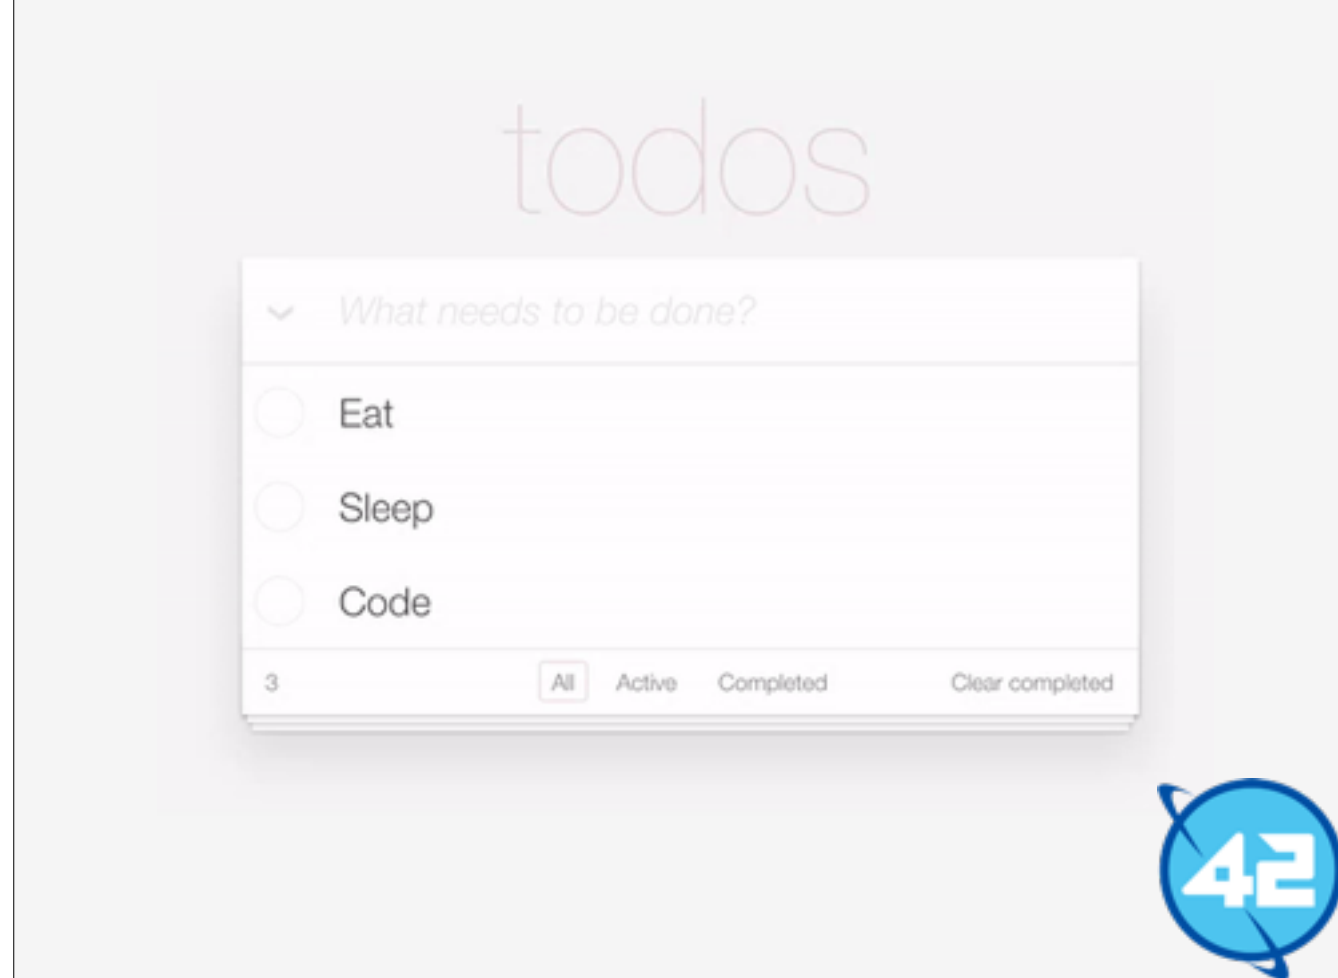 todos
What needs to be done?
Eat
Sleep
Code
3 All Active Completed Clear completed
42